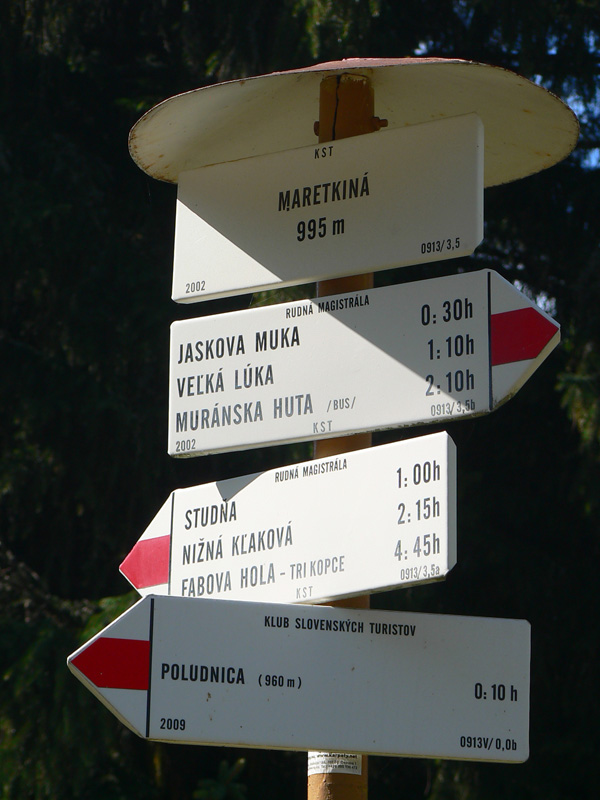 KST
MARETKINÁ
995 m
2002 0913/3,5
RUDNÁ MAGISTRÁLA
JASKOVA MUKA 0:30h
VEĽKÁ LÚKA 1:10h
MURÁNSKA HUTA /BUS/ 2:10h
2002 KST 0913/3,5b
RUDNÁ MAGISTRÁLA
STUDŇA 1:00h
NIŽNÁ KĽAKOVÁ 2:15h
FABOVA HOLA - TRI KOPCE 4:45h
KST 0913/3,5a
KLUB SLOVENSKÝCH TURISTOV
POLUDNICA (960 m) 0:10 h
2009 0913V/0,0b